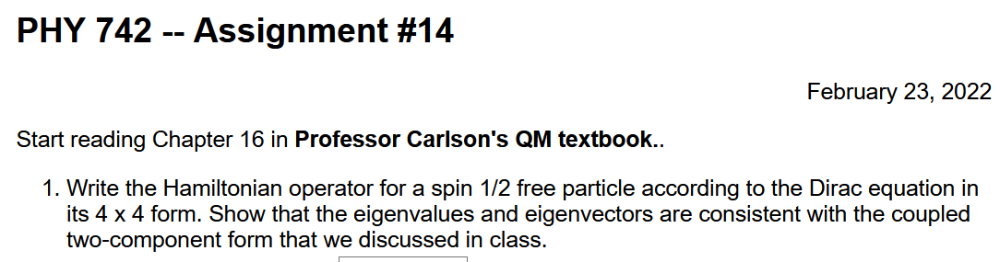 PHY 742 -- Assignment #14
February 23, 2022
Start reading Chapter 16 in Professor Carlson's QM textbook..
1. Write the Hamiltonian operator for a spin 1/2 free particle according to the Dirac equation in
its 4 x 4 form. Show that the eigenvalues and eigenvectors are consistent with the coupled
two-component form that we discussed in class.